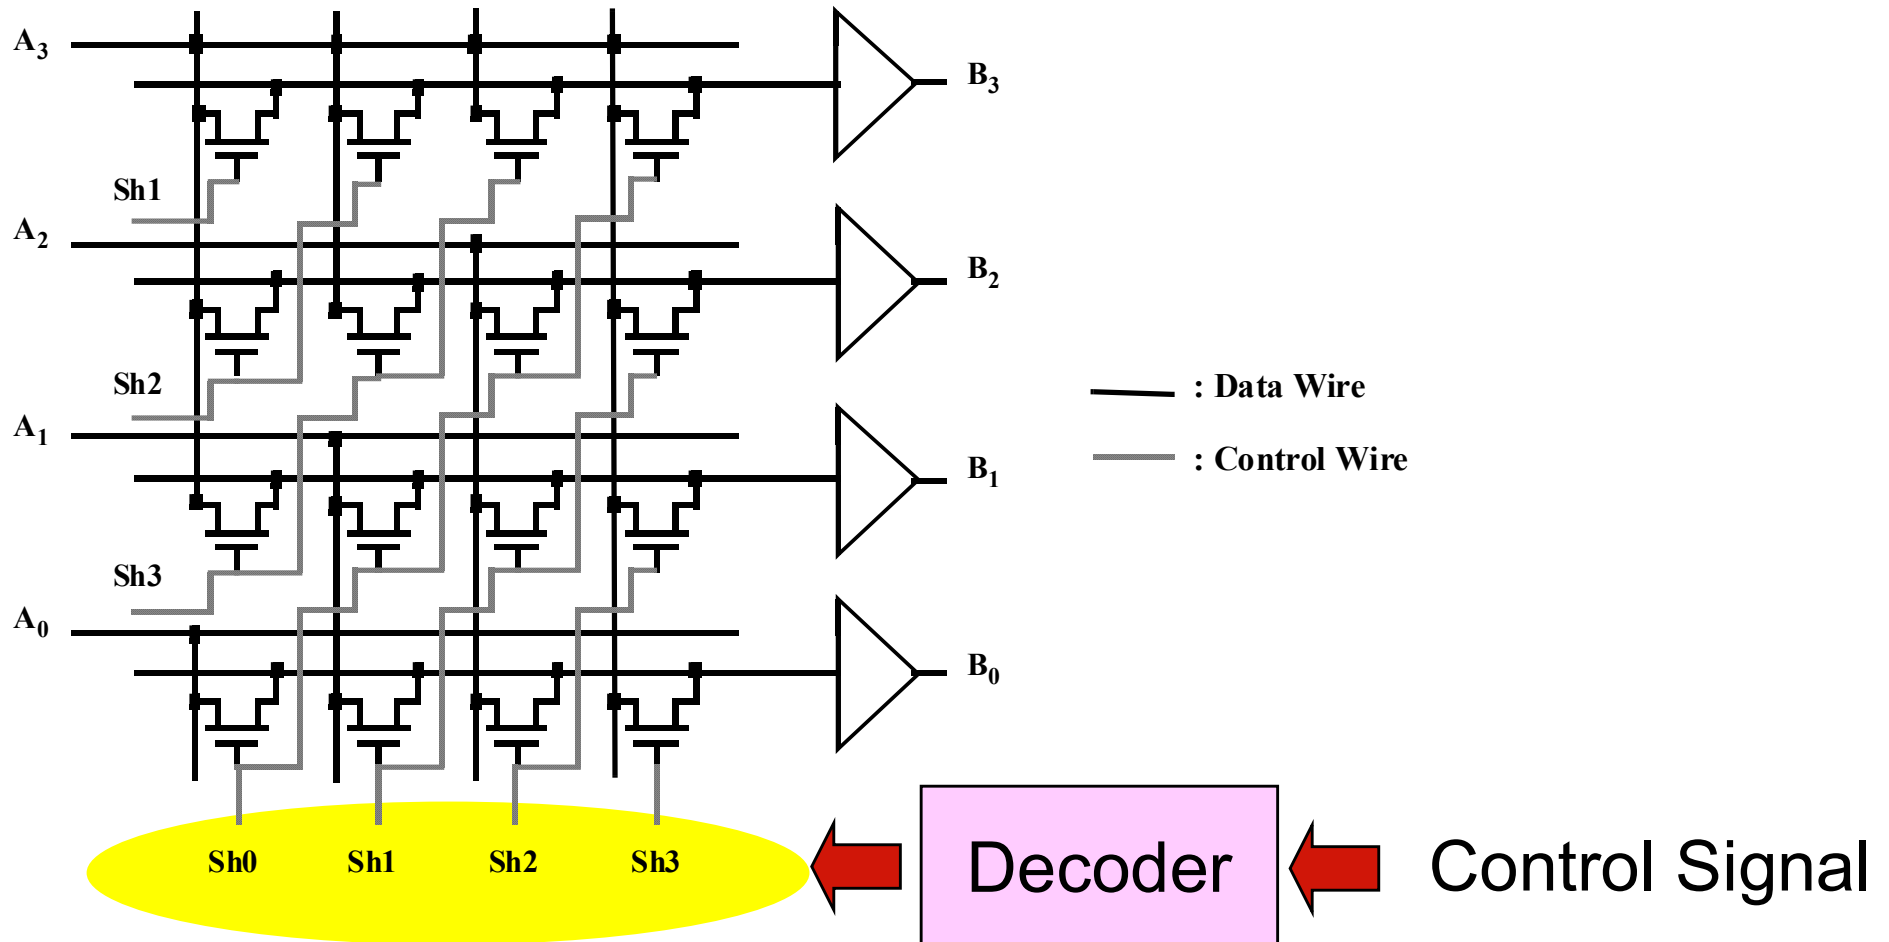 A3
B3
Sh1
A2
B2
Sh2
: Data Wire
A1
: Control Wire
B1
Sh3
A0
B0
Sh0 Sh1 Sh2 Sh3
Decoder
Control Signal